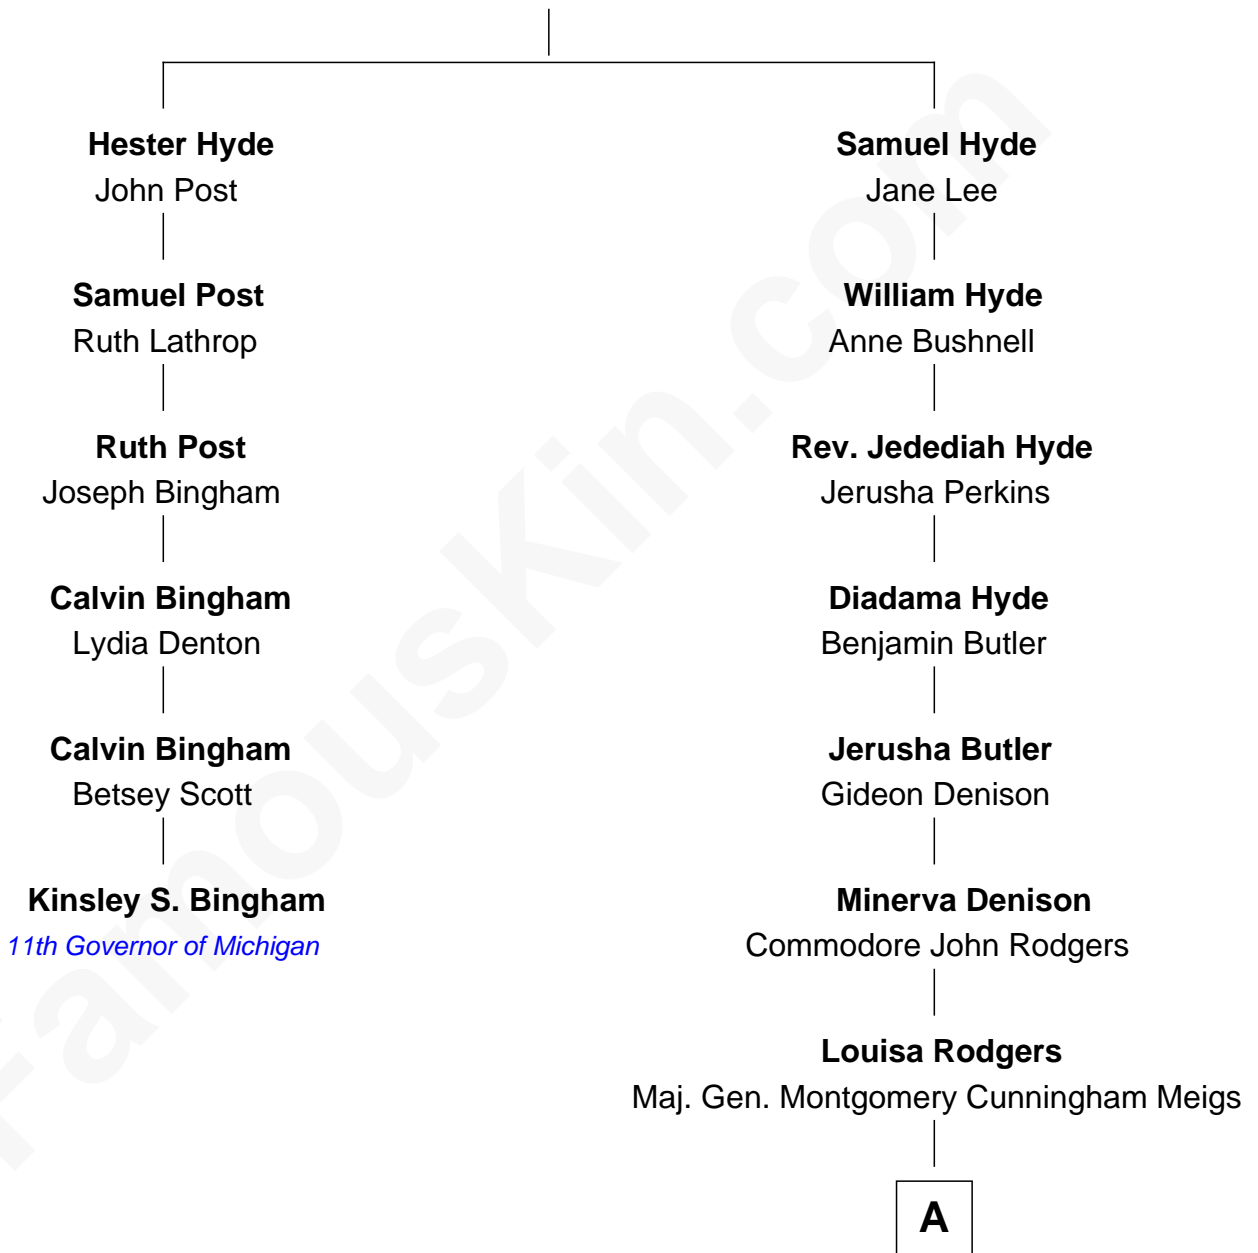 Hester Hyde
John Post
Samuel Post
Ruth Lathrop
Ruth Post
Joseph Bingham
Calvin Bingham
Lydia Denton
Calvin Bingham
Betsey Scott
Kinsley S. Bingham
11th Governor of Michigan
Samuel Hyde
Jane Lee
William Hyde
Anne Bushnell
Rev. Jedediah Hyde
Jerusha Perkins
Diadama Hyde
Benjamin Butler
Jerusha Butler
Gideon Denison
Minerva Denison
Commodore John Rodgers
Louisa Rodgers
Maj. Gen. Montgomery Cunningham Meigs
A
FamousKin.com